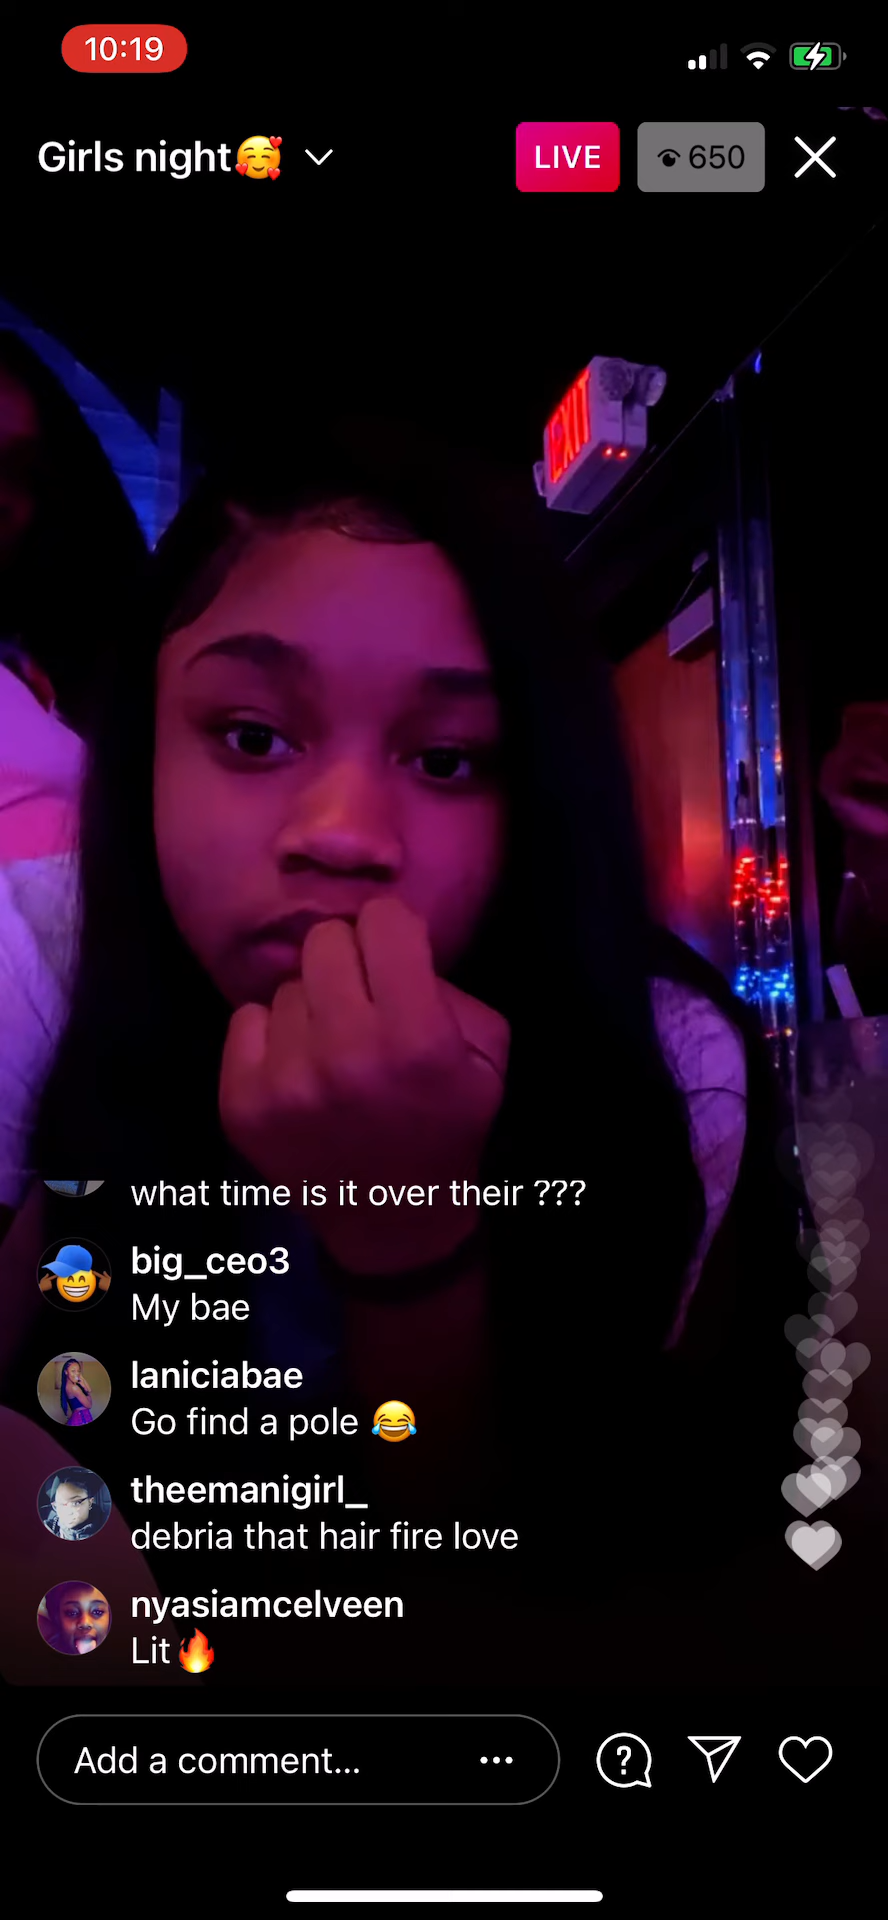 10:19
Girls night🥰
LIVE
650
EXIT
what time is it over their ???
big_ceo3
My bae
laniciabae
Go find a pole 😂
theemanigirl_
debria that hair fire love
nyasiamcelveen
Lit🔥
Add a comment...